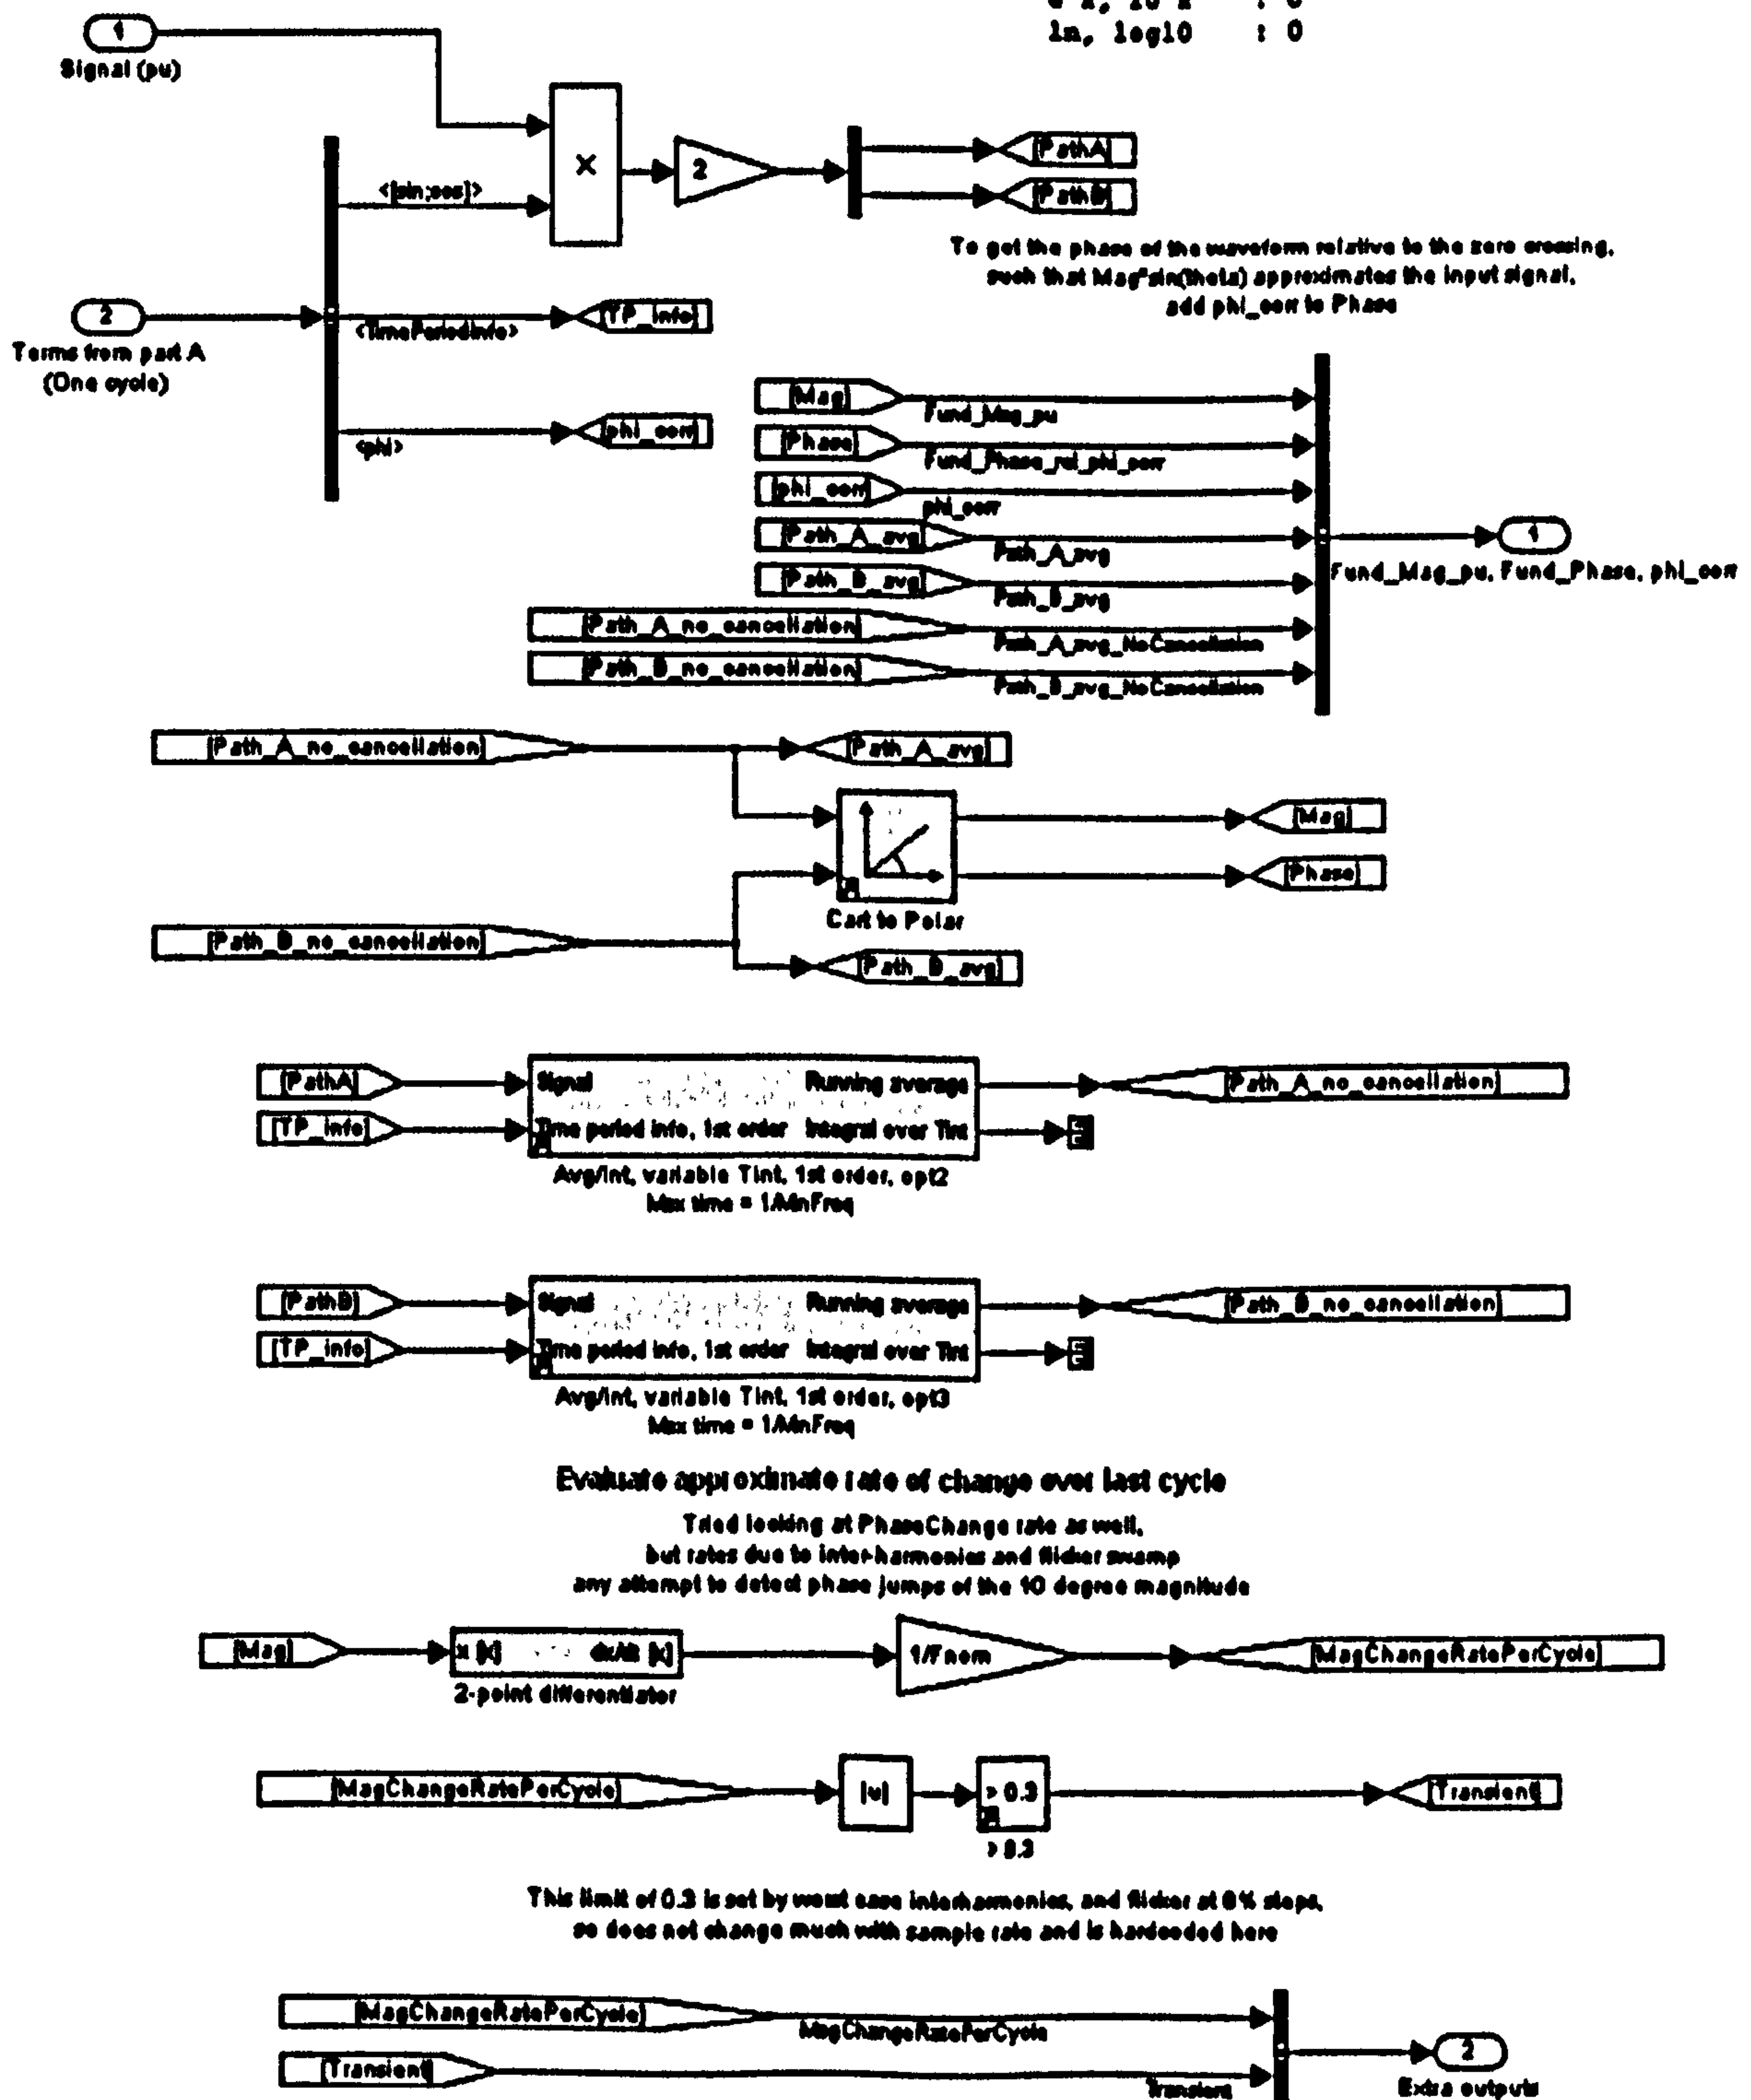 ln, log10 : 0
1
Signal (pu)
<[sin;cos]>
×
2
[PathA]
[PathB]
To get the phase of the waveform relative to the zero crossing,
such that Mag*sin(theta) approximates the input signal,
add phi_corr to Phase
2
Terms from part A
(One cycle)
<TimePeriodInfo>
[TP_info]
<phi>
[phi_corr]
[Mag]
Fund_Mag_pu
[Phase]
Fund_Phase_rel_phi_corr
[phi_corr]
phi_corr
[Path_A_avg]
Path_A_avg
[Path_B_avg]
Path_B_avg
[Path_A_no_cancellation]
Path_A_avg_NoCancellation
[Path_B_no_cancellation]
Path_B_avg_NoCancellation
1
Fund_Mag_pu, Fund_Phase, phi_corr
[Path_A_no_cancellation]
[Path_A_avg]
[Mag]
[Phase]
Cart to Polar
[Path_B_no_cancellation]
[Path_B_avg]
[PathA]
Signal
Running average
[Path_A_no_cancellation]
[TP_info]
Time period info, 1st order
Integral over Tint
Avg/Int, variable Tint, 1st order, opt2
Max time = 1/MinFreq
[PathB]
Signal
Running average
[Path_B_no_cancellation]
[TP_info]
Time period info, 1st order
Integral over Tint
Avg/Int, variable Tint, 1st order, opt3
Max time = 1/MinFreq
Evaluate approximate rate of change over last cycle
Tried looking at PhaseChange rate as well,
but rates due to inter-harmonics and flicker swamp
any attempt to detect phase jumps of the 10 degree magnitude
[Mag]
x [k]
dx/dt [k]
2-point differentiator
1/Fnom
[MagChangeRatePerCycle]
[MagChangeRatePerCycle]
|u|
> 0.3
> 0.3
[Transient]
This limit of 0.3 is set by worst case interharmonics, and flicker at 8% steps,
so does not change much with sample rate and is hardcoded here
[MagChangeRatePerCycle]
MagChangeRatePerCycle
[Transient]
Transient
2
Extra outputs